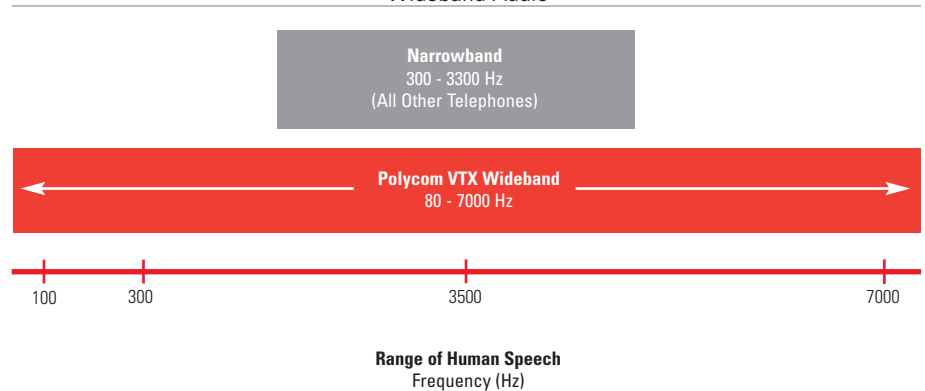 Narrowband
300 - 3300 Hz
(All Other Telephones)
Polycom VTX Wideband
80 - 7000 Hz
100 300 3500 7000
Range of Human Speech
Frequency (Hz)